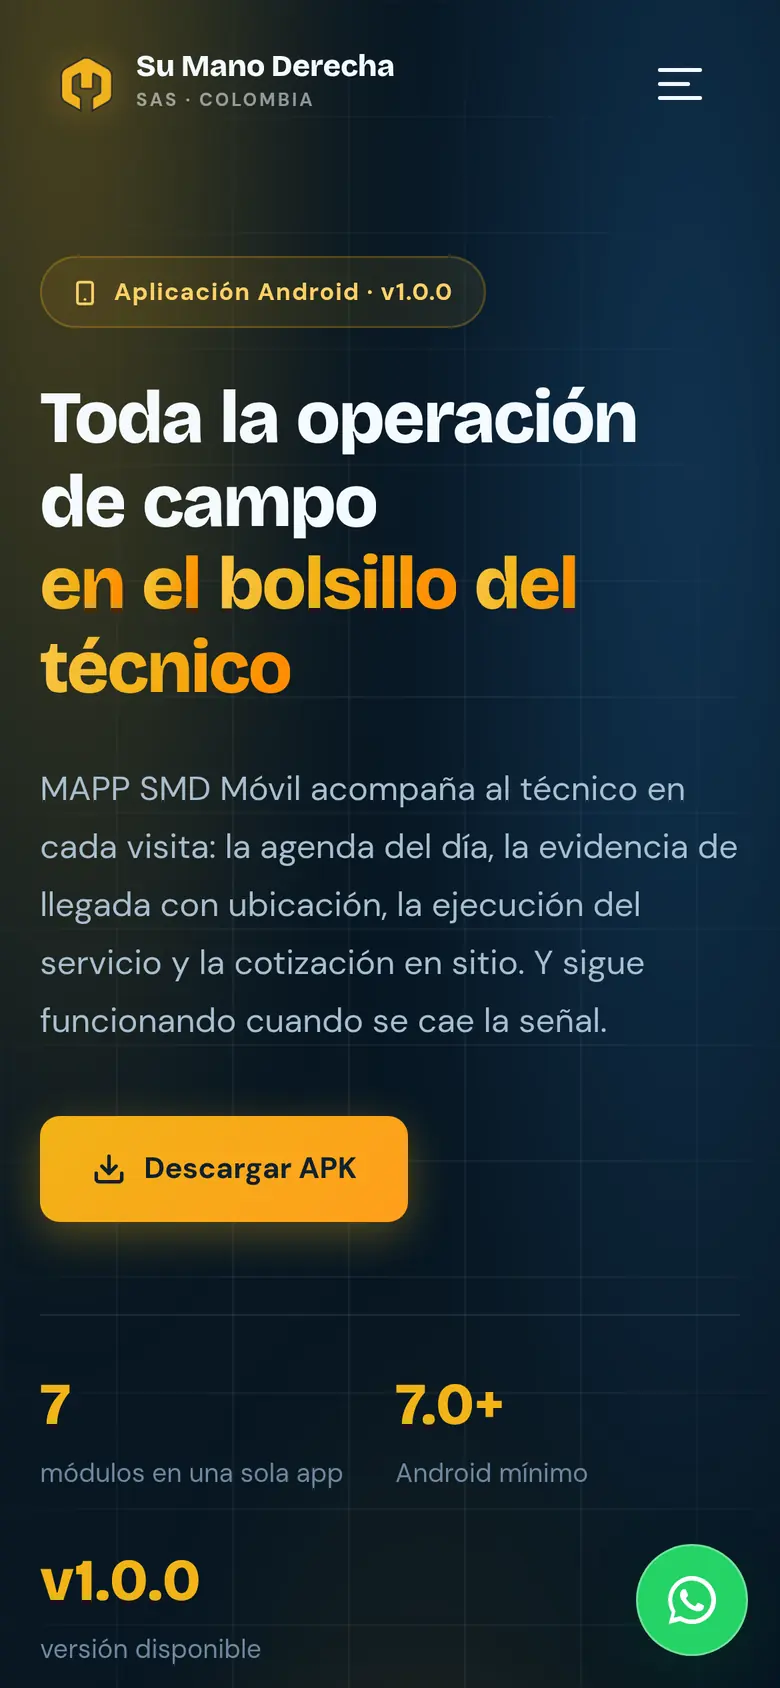 Su Mano Derecha
SAS · COLOMBIA
Aplicación Android · v1.0.0
Toda la operación
de campo
en el bolsillo del
técnico
MAPP SMD Móvil acompaña al técnico en
cada visita: la agenda del día, la evidencia de
llegada con ubicación, la ejecución del
servicio y la cotización en sitio. Y sigue
funcionando cuando se cae la señal.
Descargar APK
7
módulos en una sola app
7.0+
Android mínimo
v1.0.0
versión disponible